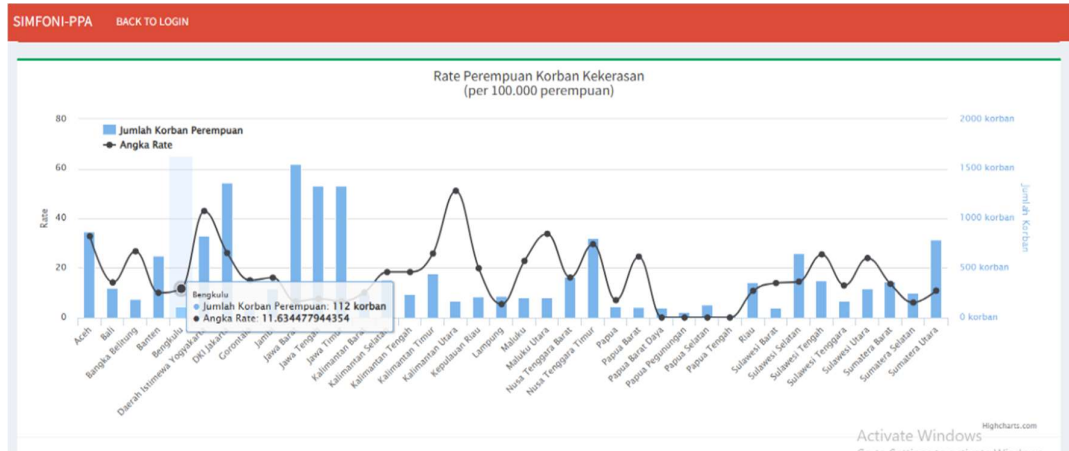 SIMFONI-PPA BACK TO LOGIN
Rate Perempuan Korban Kekerasan
(per 100.000 perempuan)
80
60
40
20
0
Rate
Jumlah Korban Perempuan
Angka Rate
2000 korban
1500 korban
1000 korban
500 korban
0 korban
Jumlah Korban
Bengkulu
Jumlah Korban Perempuan: 112 korban
Angka Rate: 11.634477944354
Aceh
Bali
Bangka Belitung
Banten
Bengkulu
Daerah Istimewa Yogyakarta
DKI Jakarta
Gorontalo
Jambi
Jawa Barat
Jawa Tengah
Jawa Timur
Kalimantan Barat
Kalimantan Selatan
Kalimantan Tengah
Kalimantan Timur
Kalimantan Utara
Kepulauan Riau
Lampung
Maluku
Maluku Utara
Nusa Tenggara Barat
Nusa Tenggara Timur
Papua
Papua Barat
Papua Barat Daya
Papua Pegunungan
Papua Selatan
Papua Tengah
Riau
Sulawesi Barat
Sulawesi Selatan
Sulawesi Tengah
Sulawesi Tenggara
Sulawesi Utara
Sumatera Barat
Sumatera Selatan
Sumatera Utara
Highcharts.com
Activate Windows